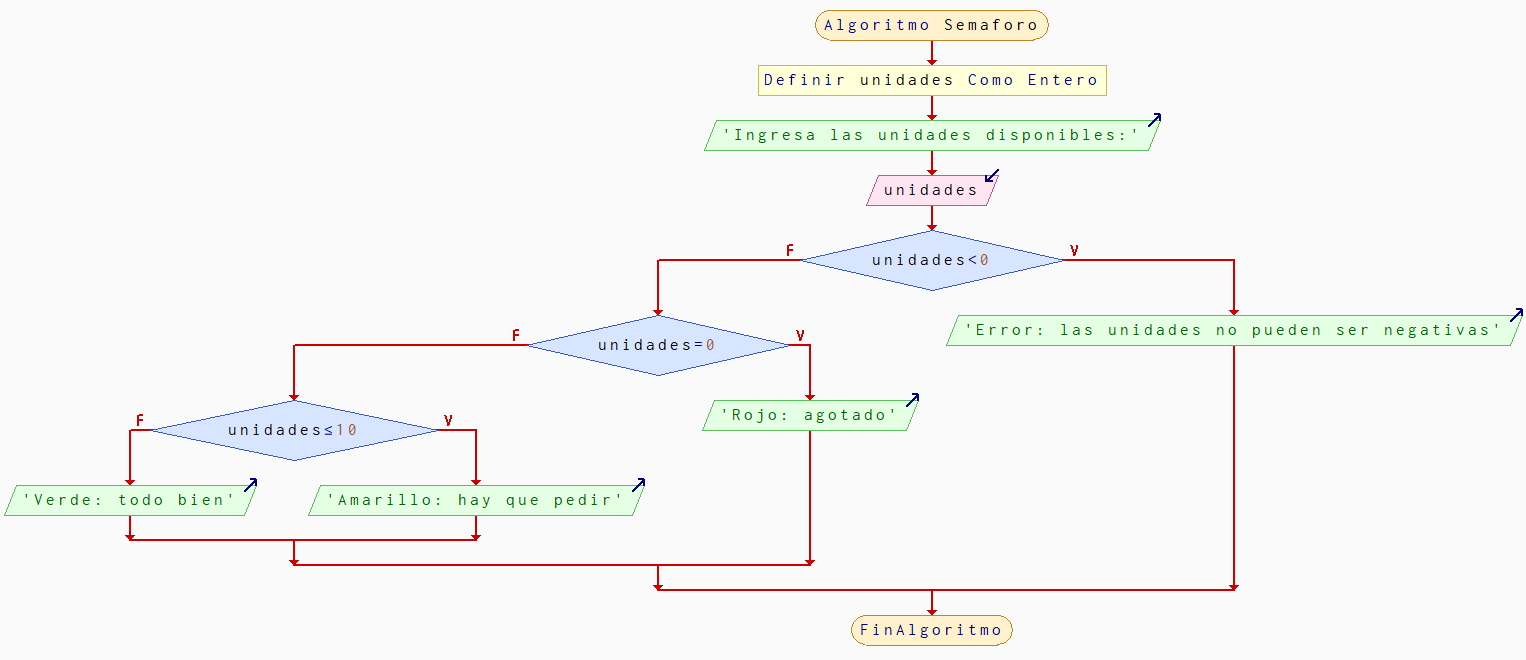 Algoritmo Semaforo
Definir unidades Como Entero
'Ingresa las unidades disponibles:'
unidades
F
V
unidades<0
F
V
unidades=0
'Error: las unidades no pueden ser negativas'
F
V
unidades≤10
'Rojo: agotado'
'Verde: todo bien'
'Amarillo: hay que pedir'
FinAlgoritmo